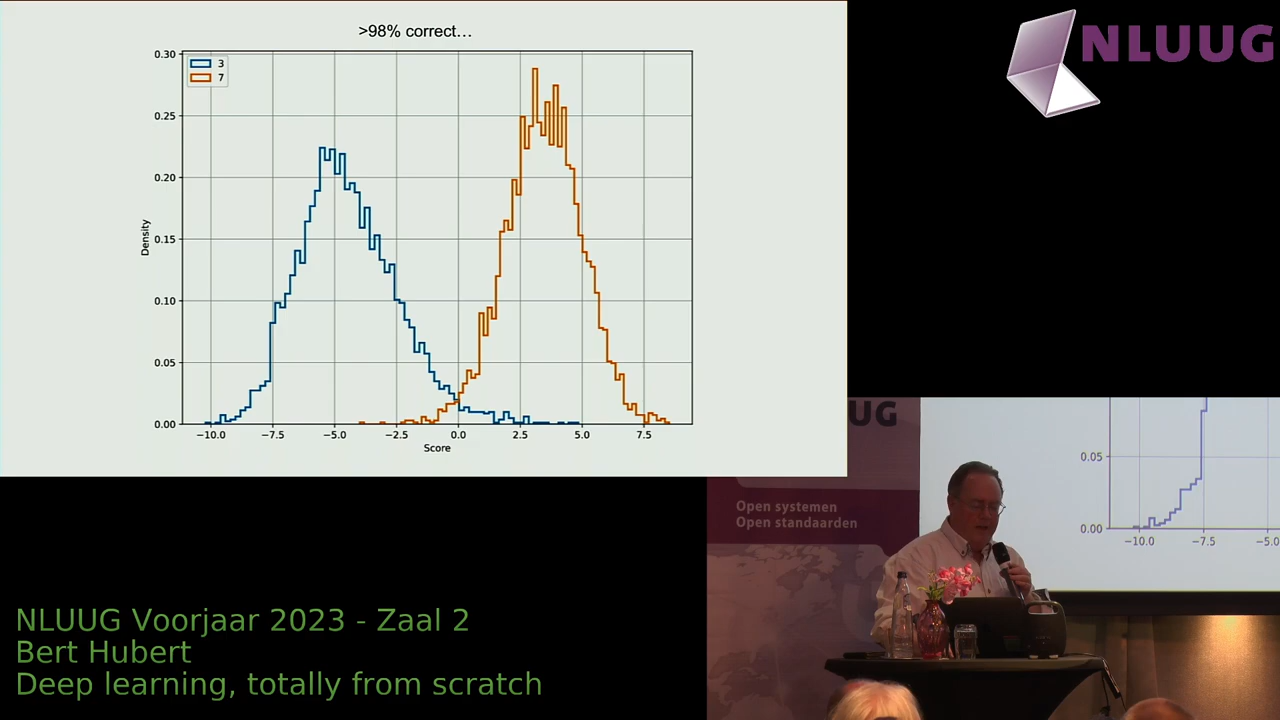 >98% correct...
0.30
0.25
0.20
0.15
0.10
0.05
0.00
Density
3
7
−10.0 −7.5 −5.0 −2.5 0.0 2.5 5.0 7.5
Score
NLUUG
UUG
Open systemen
Open standaarden
0.05
0.00
−10.0 −7.5 −5.0
NLUUG Voorjaar 2023 - Zaal 2
Bert Hubert
Deep learning, totally from scratch